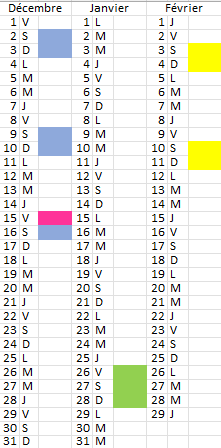 Décembre Janvier Février
1 V 1 L 1 J
2 S 2 M 2 V
3 D 3 M 3 S
4 L 4 J 4 D
5 M 5 V 5 L
6 M 6 S 6 M
7 J 7 D 7 M
8 V 8 L 8 J
9 S 9 M 9 V
10 D 10 M 10 S
11 L 11 J 11 D
12 M 12 V 12 L
13 M 13 S 13 M
14 J 14 D 14 M
15 V 15 L 15 J
16 S 16 M 16 V
17 D 17 M 17 S
18 L 18 J 18 D
19 M 19 V 19 L
20 M 20 S 20 M
21 J 21 D 21 M
22 V 22 L 22 J
23 S 23 M 23 V
24 D 24 M 24 S
25 L 25 J 25 D
26 M 26 V 26 L
27 M 27 S 27 M
28 J 28 D 28 M
29 V 29 L 29 J
30 S 30 M
31 D 31 M